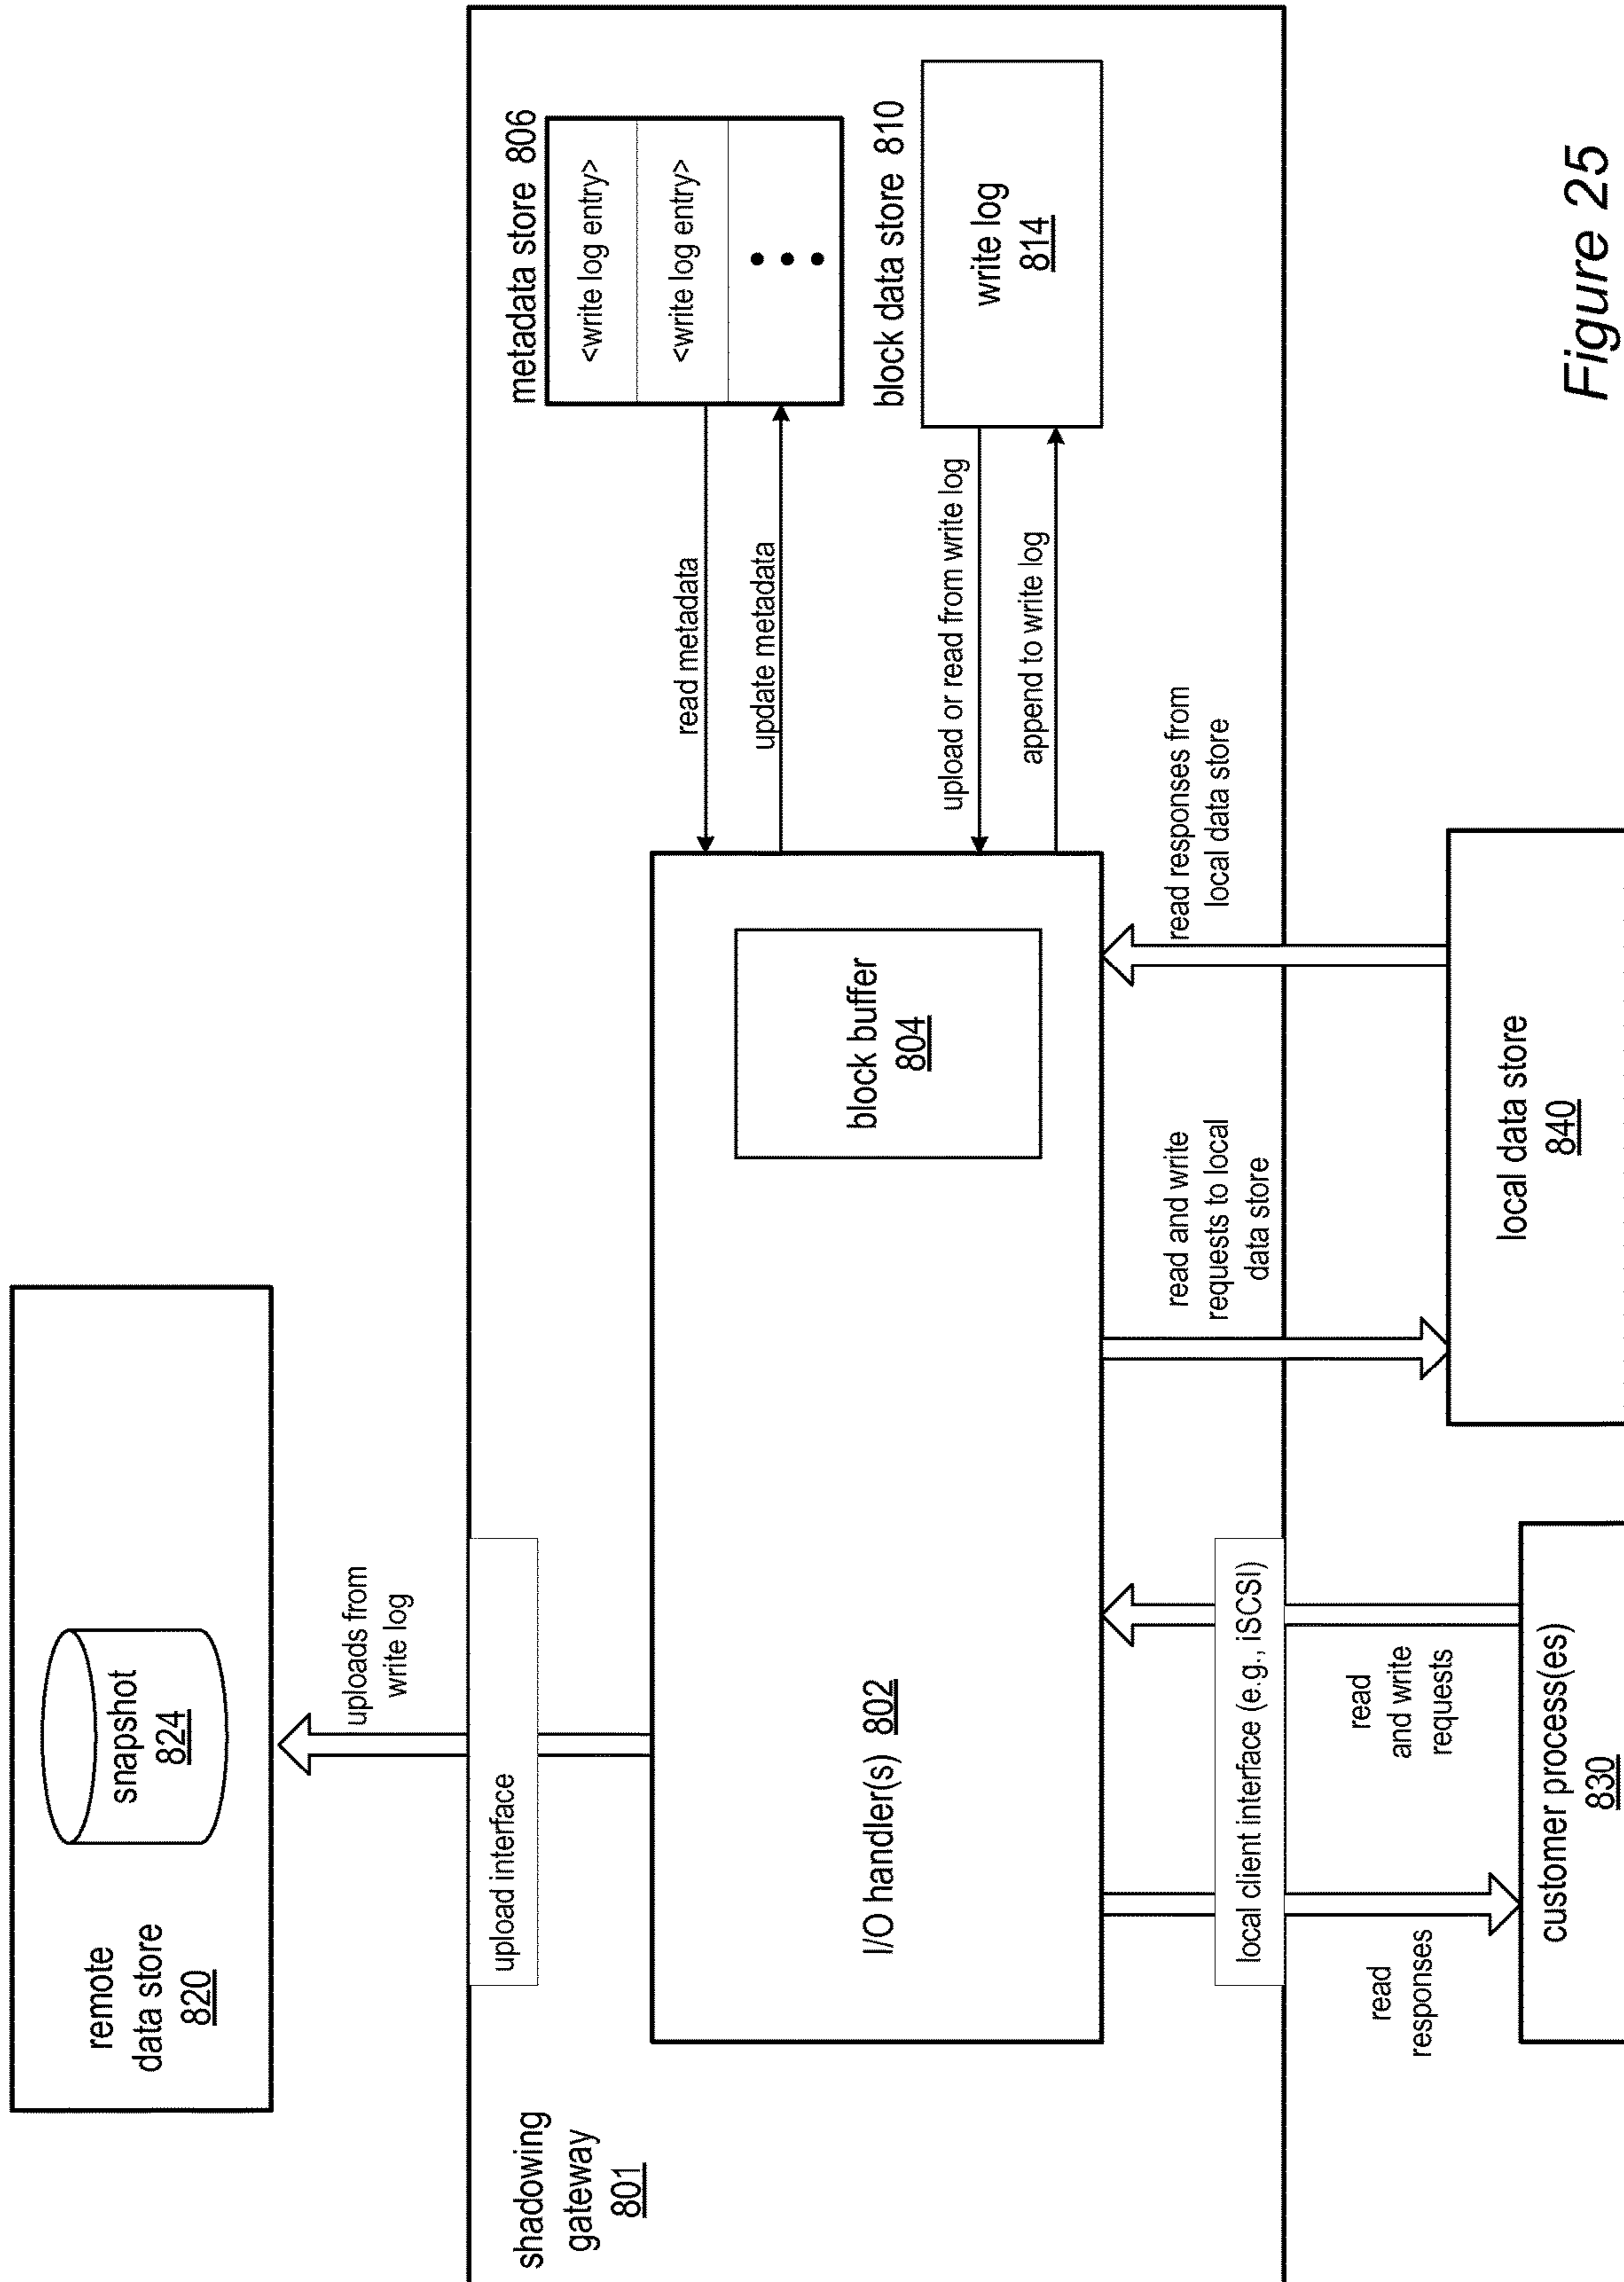 remote
data store
820
snapshot
824
uploads from
write log
shadowing
gateway
801
upload interface
I/O handler(s) 802
block buffer
804
read metadata
update metadata
metadata store 806
<write log entry>
<write log entry>
upload or read from write log
append to write log
block data store 810
write log
814
local client interface (e.g., iSCSI)
read
responses
read
and write
requests
read and write
requests to local
data store
read responses from
local data store
customer process(es)
830
local data store
840
Figure 25